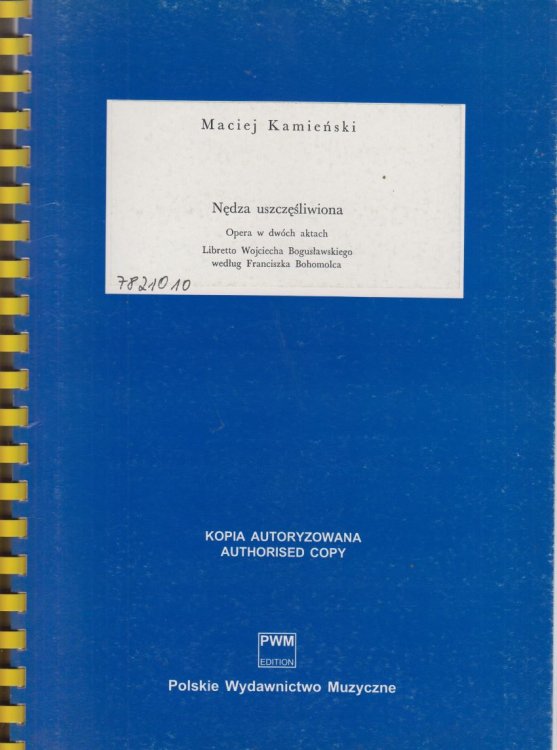 Maciej Kamieński
Nędza uszczęśliwiona
Opera w dwóch aktach
Libretto Wojciecha Bogusławskiego
według Franciszka Bohomolca
7821010
KOPIA AUTORYZOWANA
AUTHORISED COPY
PWM
EDITION
Polskie Wydawnictwo Muzyczne